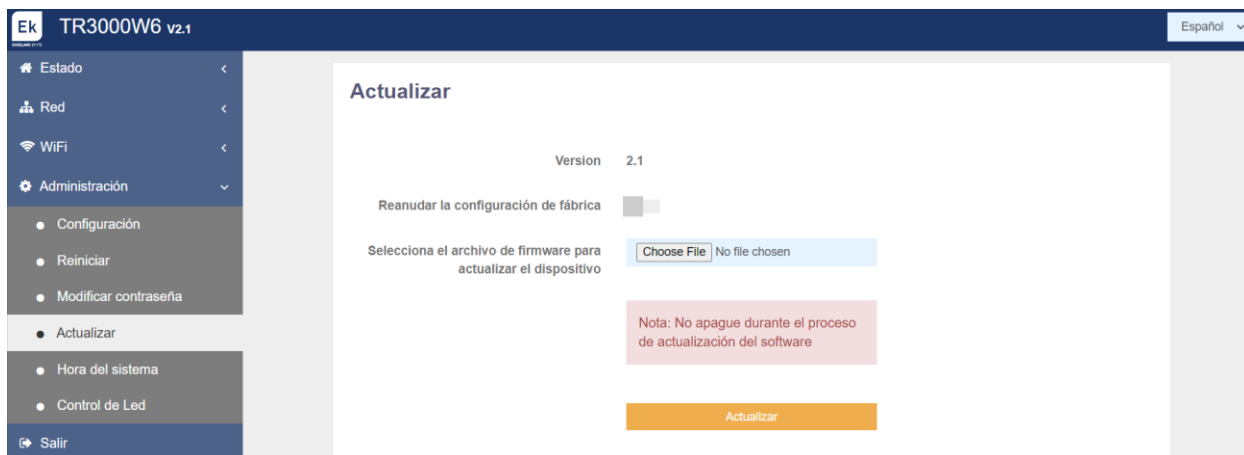 Ek TR3000W6 V2.1
Español
Estado
Red
WiFi
Administración
Configuración
Reiniciar
Modificar contraseña
Actualizar
Hora del sistema
Control de Led
Salir
Actualizar
Version 2.1
Reanudar la configuración de fábrica
Selecciona el archivo de firmware para
actualizar el dispositivo
Choose File No file chosen
Nota: No apague durante el proceso
de actualización del software
Actualizar